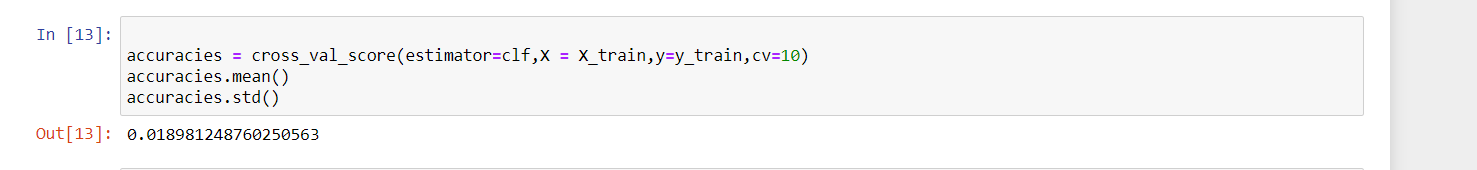 In [13]:
accuracies = cross_val_score(estimator=clf,X = X_train,y=y_train,cv=10)
accuracies.mean()
accuracies.std()
Out[13]: 0.018981248760250563